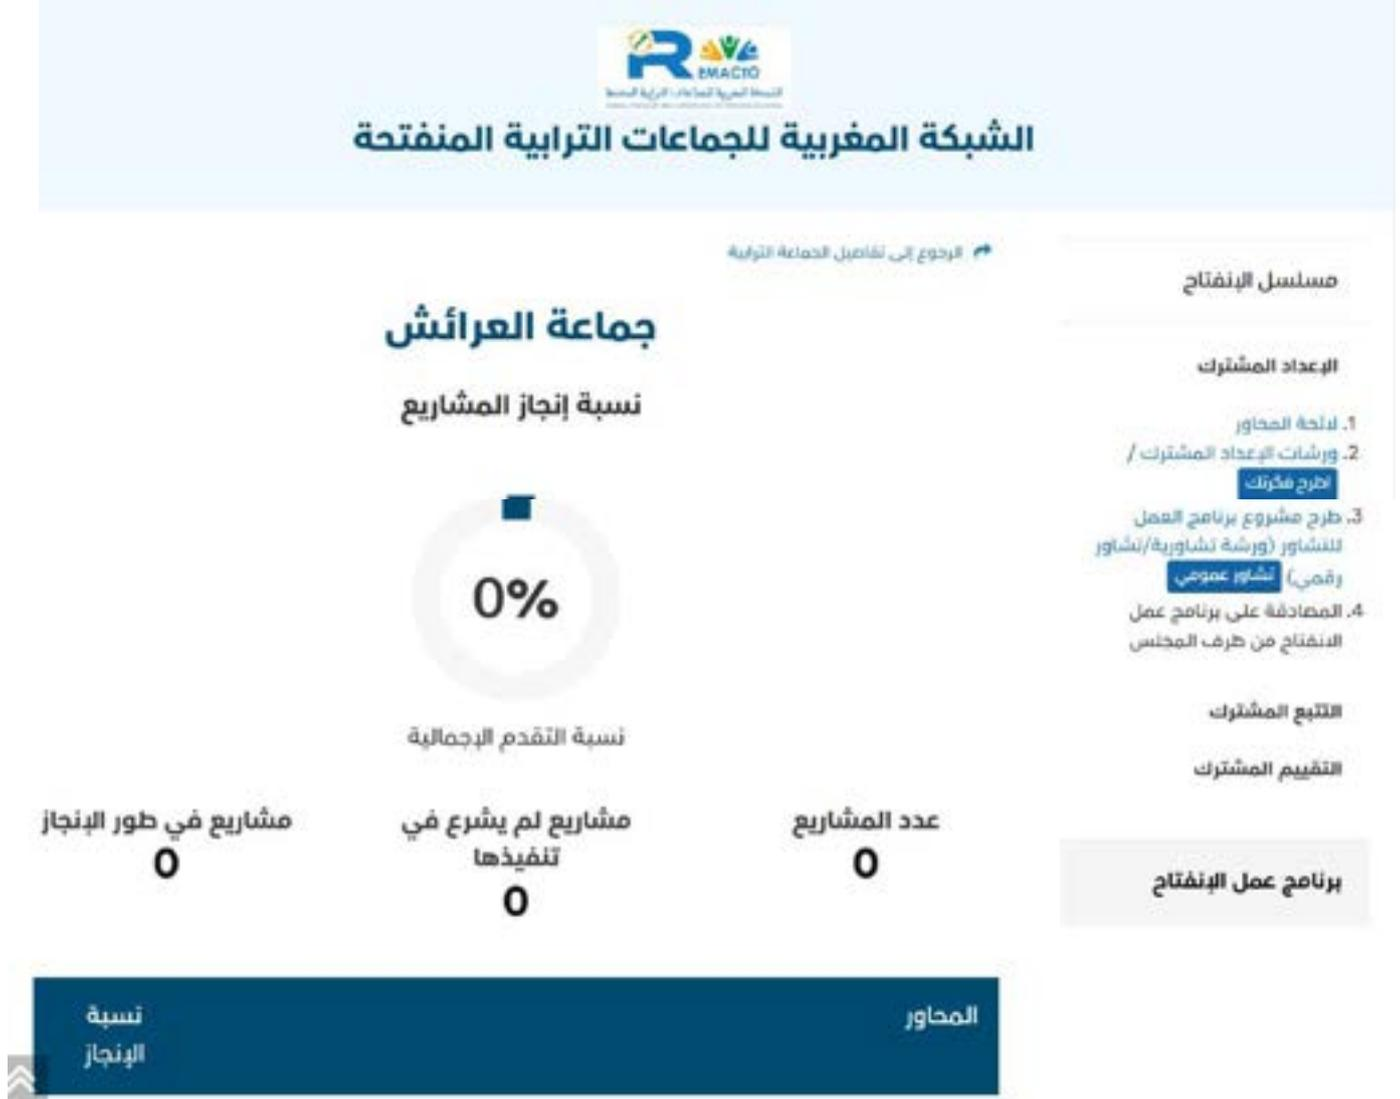 R
EMACTO
الشبكة المغربية للجماعات الترابية المنفتحة
الرجوع إلى تفاصيل الجماعة الترابية
جماعة العرائش
نسبة إنجاز المشاريع
0%
نسبة التقدم الإجمالية
عدد المشاريع
0
مشاريع لم يشرع في
تنفيذها
0
مشاريع في طور الإنجاز
0
المحاور
نسبة
الإنجاز
مسلسل الإنفتاح
الإعداد المشترك
1. لائحة المحاور
2. ورشات الإعداد المشترك /
اطرح فكرتك
3. طرح مشروع برنامج العمل
للتشاور (ورشة تشاورية/تشاور
رقمي) تشاور عمومي
4. المصادقة على برنامج عمل
الانفتاح من طرف المجلس
التتبع المشترك
التقييم المشترك
برنامج عمل الإنفتاح